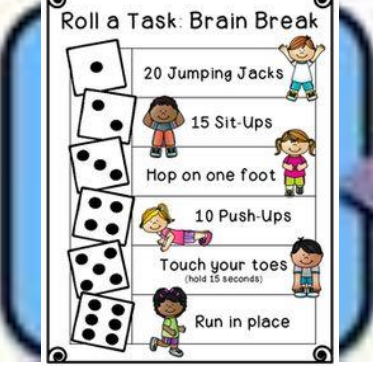 Roll a Task: Brain Break
20 Jumping Jacks
15 Sit-Ups
Hop on one foot
10 Push-Ups
Touch your toes
(hold 15 seconds)
Run in place